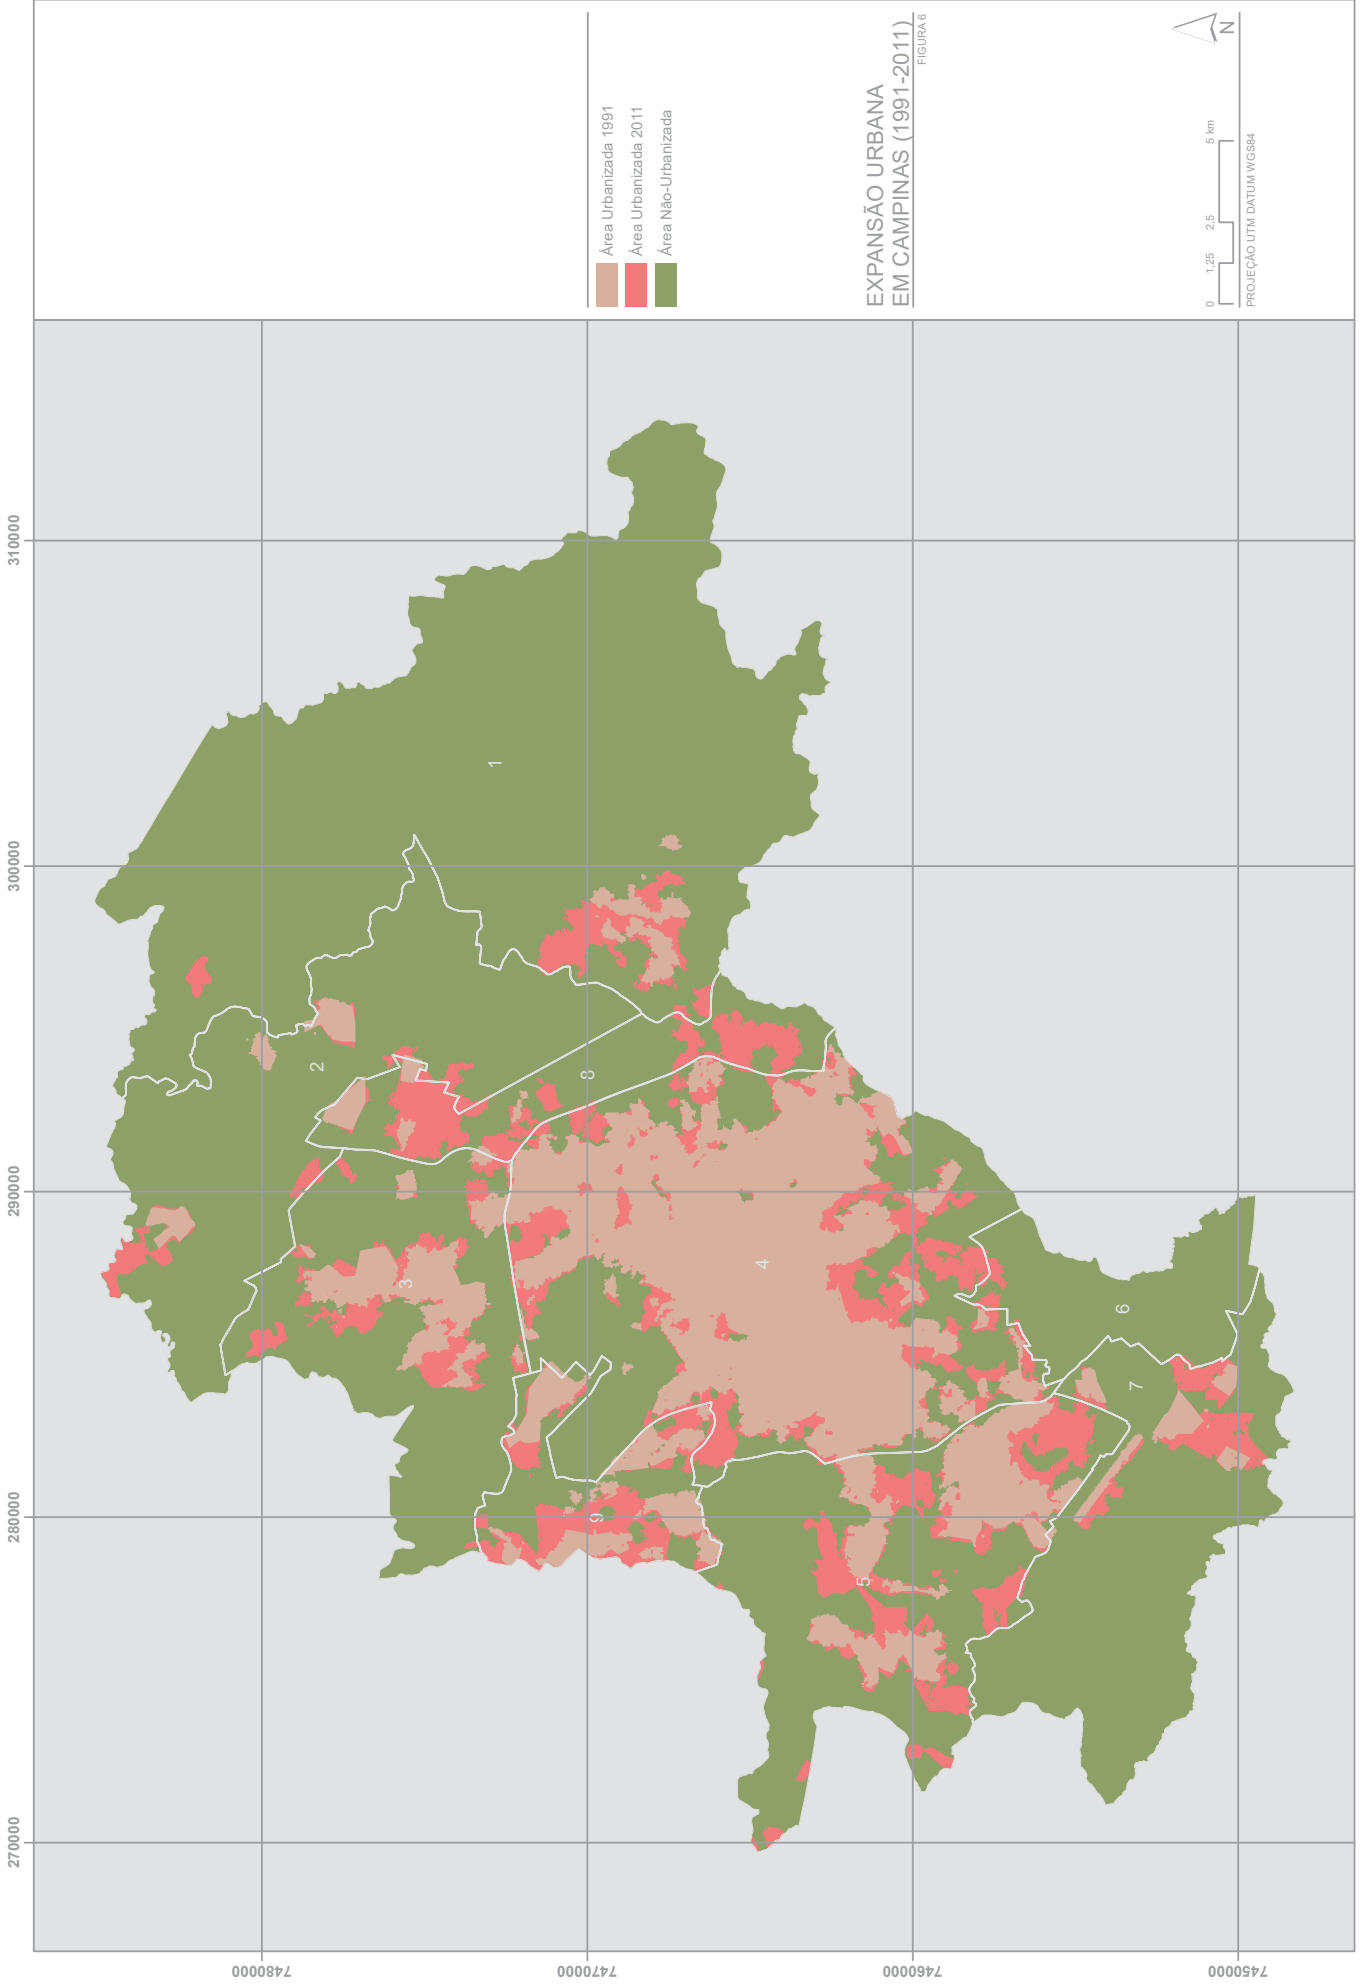 Área Urbanizada 1991
Área Urbanizada 2011
Área Não-Urbanizada
EXPANSÃO URBANA
EM CAMPINAS (1991-2011)
FIGURA 6
0 1,25 2,5 5 km
PROJEÇÃO UTM DATUM WGS84
N
270000 280000 290000 300000 310000
7480000
7470000
7460000
7450000
1
2
3
4
5
6
7
8
9